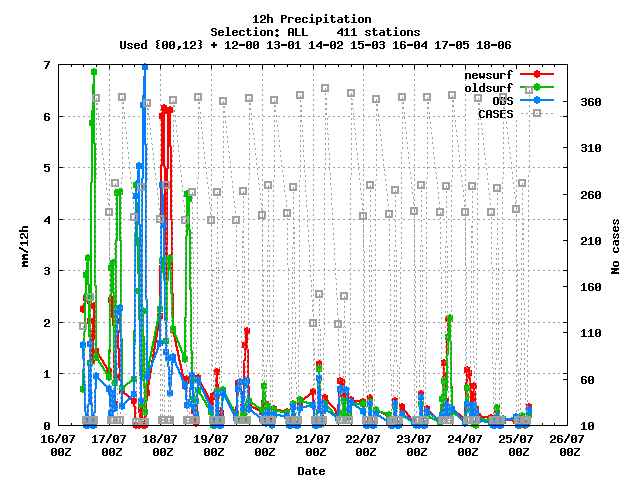 12h Precipitation
Selection: ALL 411 stations
Used {00,12} + 12-00 13-01 14-02 15-03 16-04 17-05 18-06
newsurf
oldsurf
OBS
CASES
7
6
5
4
3
2
1
0
mm/12h
360
310
260
210
160
110
60
10
No cases
16/07 17/07 18/07 19/07 20/07 21/07 22/07 23/07 24/07 25/07 26/07
00Z 00Z 00Z 00Z 00Z 00Z 00Z 00Z 00Z 00Z 00Z
Date